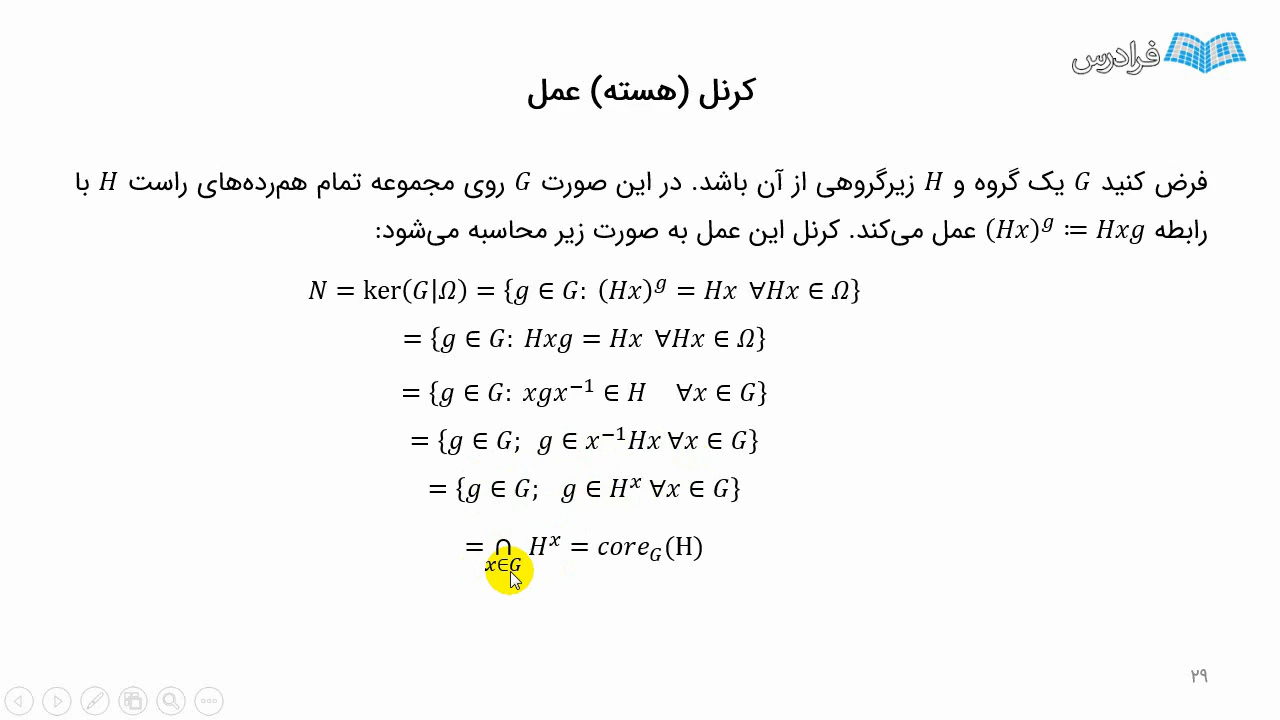 فرادرس
کرنل (هسته) عمل
فرض کنید G یک گروه و H زیرگروهی از آن باشد. در این صورت G روی مجموعه تمام هم‌رده‌های راست H با
رابطه (Hx)^g ≔ Hxg عمل می‌کند. کرنل این عمل به صورت زیر محاسبه می‌شود:
N = ker(G|Ω) = {g ∈ G: (Hx)^g = Hx ∀Hx ∈ Ω}
= {g ∈ G: Hxg = Hx ∀Hx ∈ Ω}
= {g ∈ G: xgx⁻¹ ∈ H ∀x ∈ G}
= {g ∈ G; g ∈ x⁻¹Hx ∀x ∈ G}
= {g ∈ G; g ∈ Hˣ ∀x ∈ G}
= ∩_{x∈G} Hˣ = core_G(H)
۲۹